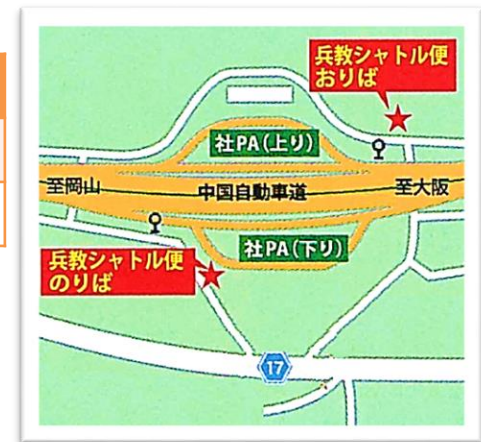 兵教シャトル便
おりば
社PA(上り)
至岡山
中国自動車道
至大阪
社PA(下り)
兵教シャトル便
のりば
17